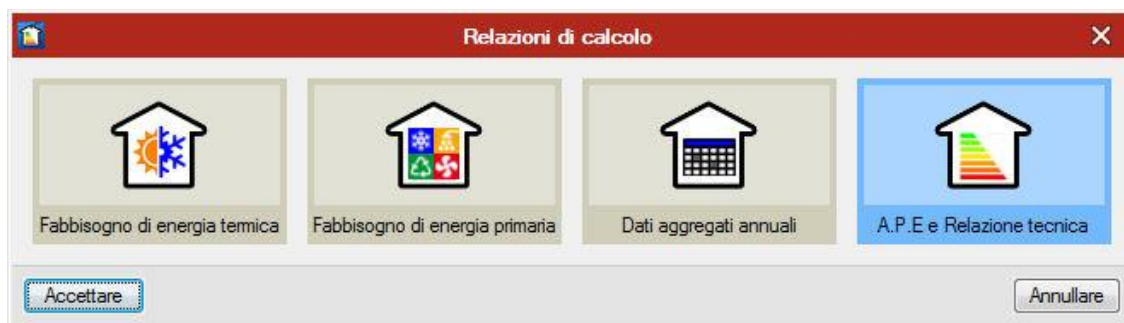 Relazioni di calcolo
Fabbisogno di energia termica
Fabbisogno di energia primaria
Dati aggregati annuali
A.P.E e Relazione tecnica
Accettare
Annullare